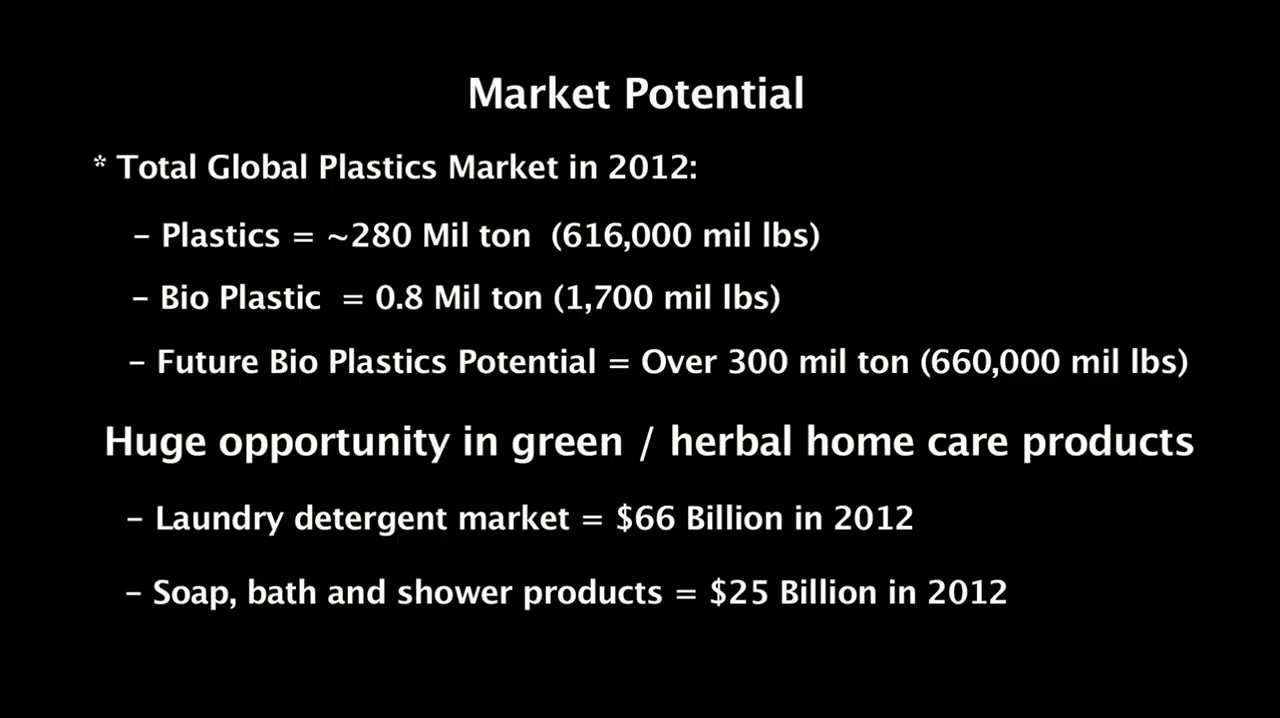 Market Potential
* Total Global Plastics Market in 2012:
– Plastics = ~280 Mil ton (616,000 mil lbs)
– Bio Plastic = 0.8 Mil ton (1,700 mil lbs)
– Future Bio Plastics Potential = Over 300 mil ton (660,000 mil lbs)
Huge opportunity in green / herbal home care products
– Laundry detergent market = $66 Billion in 2012
– Soap, bath and shower products = $25 Billion in 2012